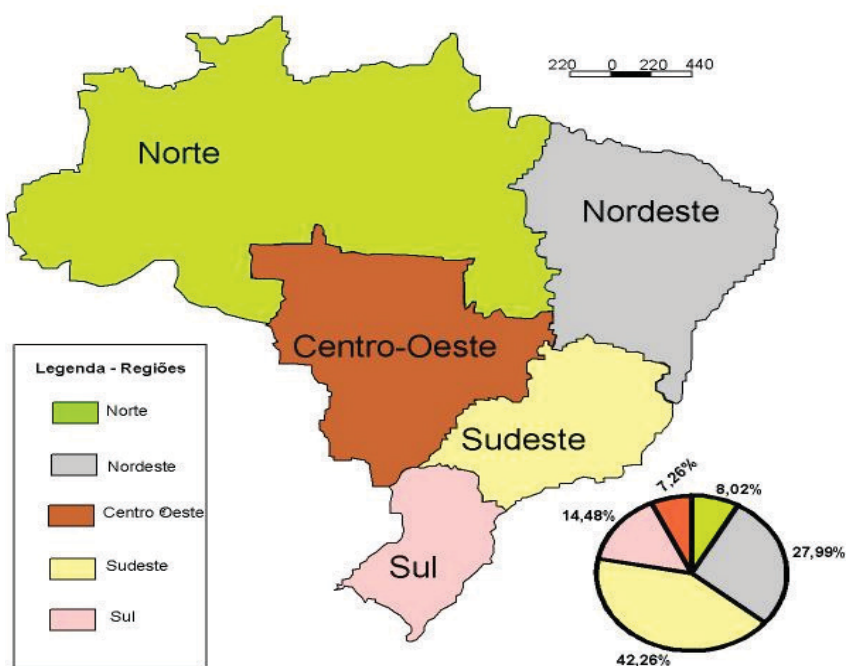 220 0 220 440
Norte
Nordeste
Centro-Oeste
Sudeste
Sul
Legenda - Regiões
Norte
Nordeste
Centro Oeste
Sudeste
Sul
7,26%
8,02%
14,48%
27,99%
42,26%